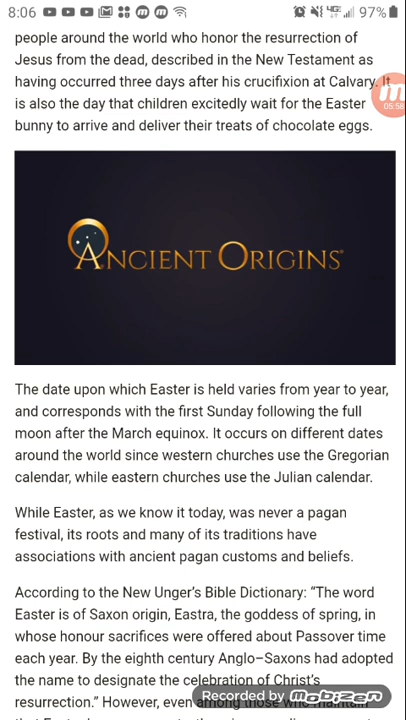 8:06
4G
97%
people around the world who honor the resurrection of
Jesus from the dead, described in the New Testament as
having occurred three days after his crucifixion at Calvary. It
is also the day that children excitedly wait for the Easter
05:58
bunny to arrive and deliver their treats of chocolate eggs.
ANCIENT ORIGINS®
The date upon which Easter is held varies from year to year,
and corresponds with the first Sunday following the full
moon after the March equinox. It occurs on different dates
around the world since western churches use the Gregorian
calendar, while eastern churches use the Julian calendar.
While Easter, as we know it today, was never a pagan
festival, its roots and many of its traditions have
associations with ancient pagan customs and beliefs.
According to the New Unger's Bible Dictionary: “The word
Easter is of Saxon origin, Eastra, the goddess of spring, in
whose honour sacrifices were offered about Passover time
each year. By the eighth century Anglo–Saxons had adopted
the name to designate the celebration of Christ's
resurrection.” However, even among those who maintain
Recorded by Mobizen